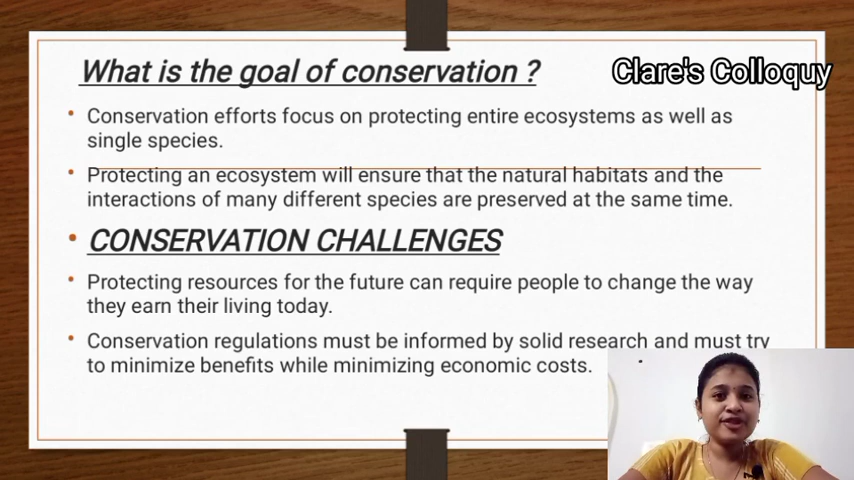 What is the goal of conservation ?
Clare's Colloquy
• Conservation efforts focus on protecting entire ecosystems as well as
single species.
• Protecting an ecosystem will ensure that the natural habitats and the
interactions of many different species are preserved at the same time.
• CONSERVATION CHALLENGES
• Protecting resources for the future can require people to change the way
they earn their living today.
• Conservation regulations must be informed by solid research and must try
to minimize benefits while minimizing economic costs.